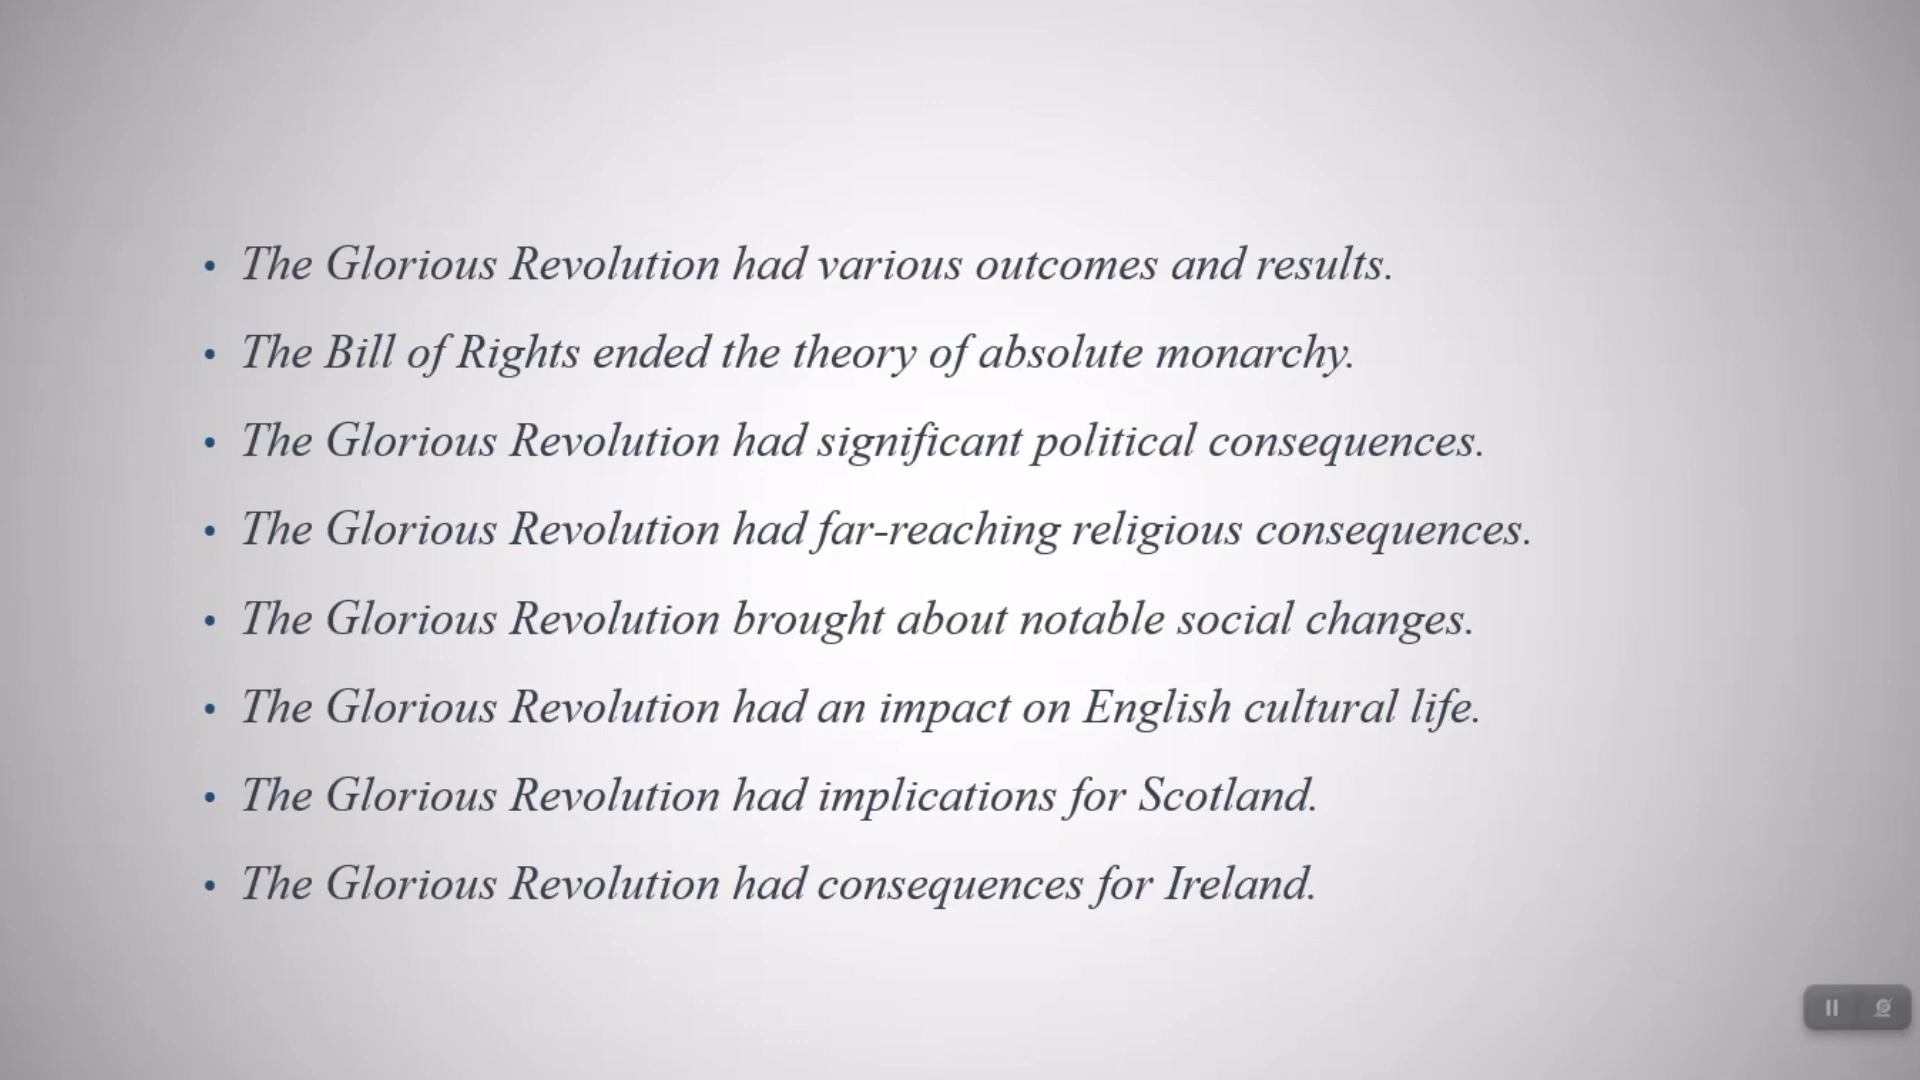 • The Glorious Revolution had various outcomes and results.
• The Bill of Rights ended the theory of absolute monarchy.
• The Glorious Revolution had significant political consequences.
• The Glorious Revolution had far-reaching religious consequences.
• The Glorious Revolution brought about notable social changes.
• The Glorious Revolution had an impact on English cultural life.
• The Glorious Revolution had implications for Scotland.
• The Glorious Revolution had consequences for Ireland.